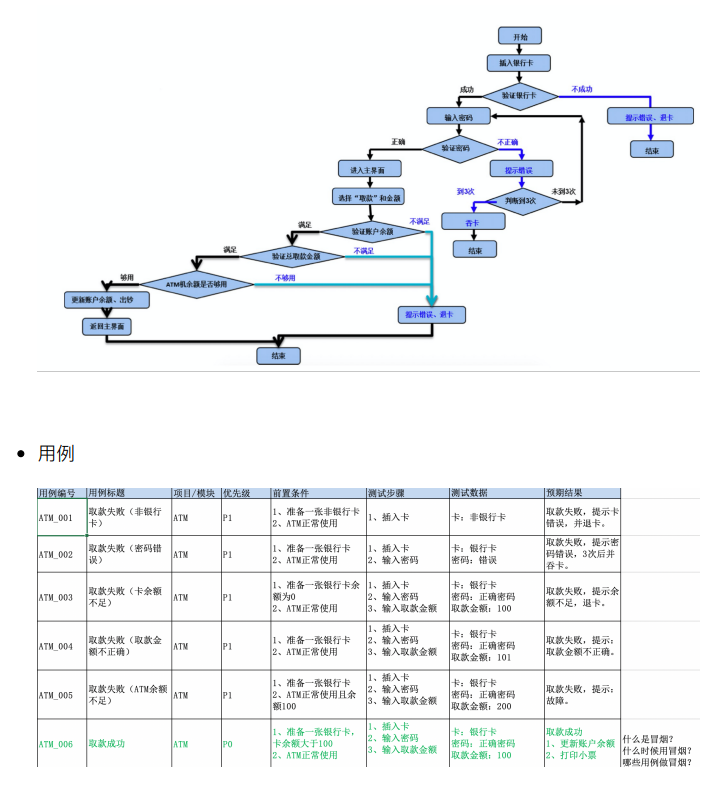 开始
插入银行卡
成功
验证银行卡
不成功
输入密码
提示错误、退卡
正确
验证密码
不正确
结束
进入主界面
提示错误
到3次
未到3次
选择“取款”和金额
判断到3次
满足
不满足
吞卡
验证账户余额
满足
验证总取款金额
不满足
结束
够用
ATM机余额是否够用
不够用
更新账户余额、出钞
提示错误、退卡
返回主界面
结束
用例
用例编号 用例标题 项目/模块 优先级 前置条件 测试步骤 测试数据 预期结果
ATM_001
取款失败（非银行
卡）
ATM
P1
1、准备一张非银行卡
2、ATM正常使用
1、插入卡
卡：非银行卡
取款失败，提示卡
错误，并退卡。
ATM_002
取款失败（密码错
误）
ATM
P1
1、准备一张银行卡
2、ATM正常使用
1、插入卡
2、输入密码
卡：银行卡
密码：错误
取款失败，提示密
码错误，3次后并
吞卡。
ATM_003
取款失败（卡余额
不足）
ATM
P1
1、准备一张银行卡余
额为0
2、ATM正常使用
1、插入卡
2、输入密码
3、输入取款金额
卡：银行卡
密码：正确密码
取款金额：100
取款失败，提示余
额不足，退卡。
ATM_004
取款失败（取款金
额不正确）
ATM
P1
1、准备一张银行卡
2、ATM正常使用
1、插入卡
2、输入密码
3、输入取款金额
卡：银行卡
密码：正确密码
取款金额：101
取款失败，提示：
取款金额不正确。
ATM_005
取款失败（ATM余额
不足）
ATM
P1
1、准备一张银行卡
2、ATM正常使用且余
额100
1、插入卡
2、输入密码
3、输入取款金额
卡：银行卡
密码：正确密码
取款金额：200
取款失败，提示：
故障。
ATM_006
取款成功
ATM
P0
1、准备一张银行卡，
卡余额大于100
2、ATM正常使用
1、插入卡
2、输入密码
3、输入取款金额
卡：银行卡
密码：正确密码
取款金额：100
取款成功
1、更新账户余额
2、打印小票
什么是冒烟？
什么时候用冒烟？
哪些用例做冒烟？